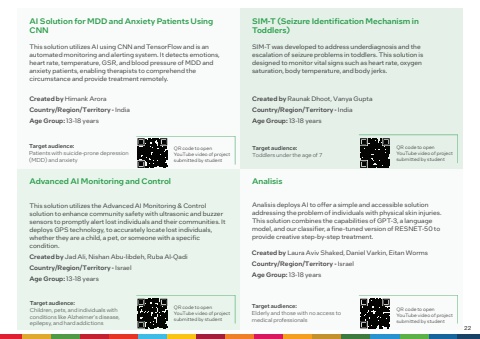 AI Solution for MDD and Anxiety Patients Using
CNN
This solution utilizes AI using CNN and TensorFlow and is an
automated monitoring and alerting system. It detects emotions,
heart rate, temperature, GSR, and blood pressure of MDD and
anxiety patients, enabling therapists to comprehend the
circumstance and provide treatment remotely.
Created by Himank Arora
Country/Region/Territory - India
Age Group: 13-18 years
Target audience:
Patients with suicide-prone depression
(MDD) and anxiety
QR code to open
YouTube video of project
submitted by student
SIM-T (Seizure Identification Mechanism in
Toddlers)
SIM-T was developed to address underdiagnosis and the
escalation of seizure problems in toddlers. This solution is
designed to monitor vital signs such as heart rate, oxygen
saturation, body temperature, and body jerks.
Created by Raunak Dhoot, Vanya Gupta
Country/Region/Territory - India
Age Group: 13-18 years
Target audience:
Toddlers under the age of 7
QR code to open
YouTube video of project
submitted by student
Advanced AI Monitoring and Control
This solution utilizes the Advanced AI Monitoring & Control
solution to enhance community safety with ultrasonic and buzzer
sensors to promptly alert lost individuals and their communities. It
deploys GPS technology, to accurately locate lost individuals,
whether they are a child, a pet, or someone with a specific
condition.
Created by Jad Ali, Nishan Abu-libdeh, Ruba Al-Qadi
Country/Region/Territory - Israel
Age Group: 13-18 years
Target audience:
Children, pets, and individuals with
conditions like Alzheimer's disease,
epilepsy, and hard addictions
QR code to open
YouTube video of project
submitted by student
Analisis
Analysis deploys AI to offer a simple and accessible solution
addressing the problem of individuals with physical skin injuries.
This solution combines the capabilities of GPT-3, a language
model, and our classifier, a fine-tuned version of RESNET-50 to
provide creative step-by-step treatment.
Created by Laura Aviv Shaked, Daniel Varkin, Eitan Worms
Country/Region/Territory - Israel
Age Group: 13-18 years
Target audience:
Elderly and those with no access to
medical professionals
QR code to open
YouTube video of project
submitted by student
22